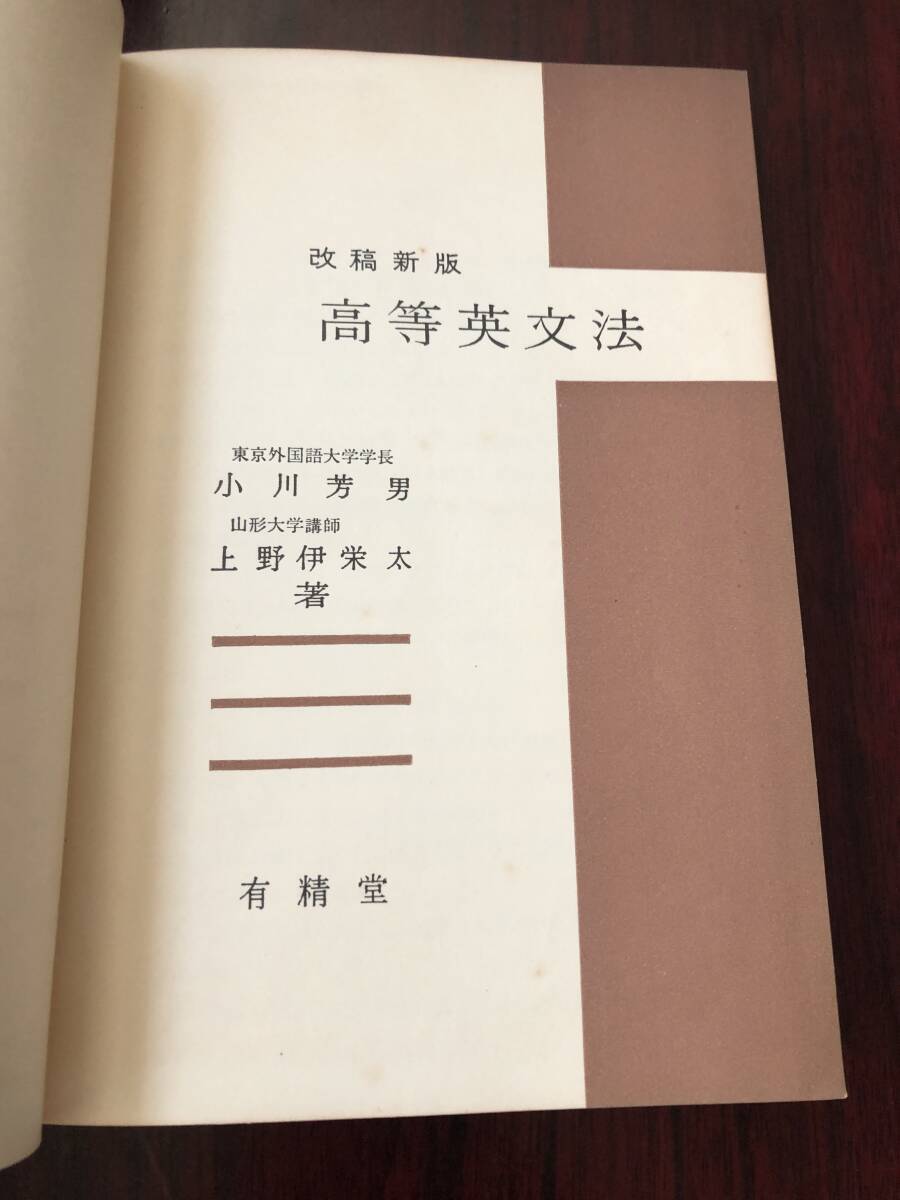 改稿新版
高等英文法
東京外国語大学学長
小川芳男
山形大学講師
上野伊栄太
著
有精堂